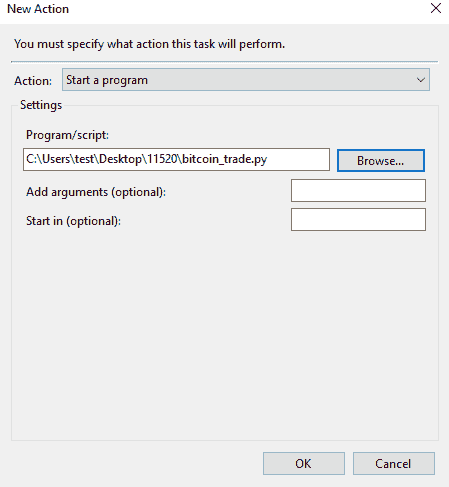 New Action
You must specify what action this task will perform.
Action: Start a program
Settings
Program/script:
C:\Users\test\Desktop\11520\bitcoin_trade.py Browse...
Add arguments (optional):
Start in (optional):
OK Cancel